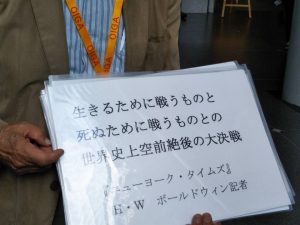 OIGA
OIGA
生きるために戦うものと
死ぬために戦うものとの
世界史上空前絶後の大決戦
『ニューヨーク・タイムズ』
H・W ボールドウィン記者